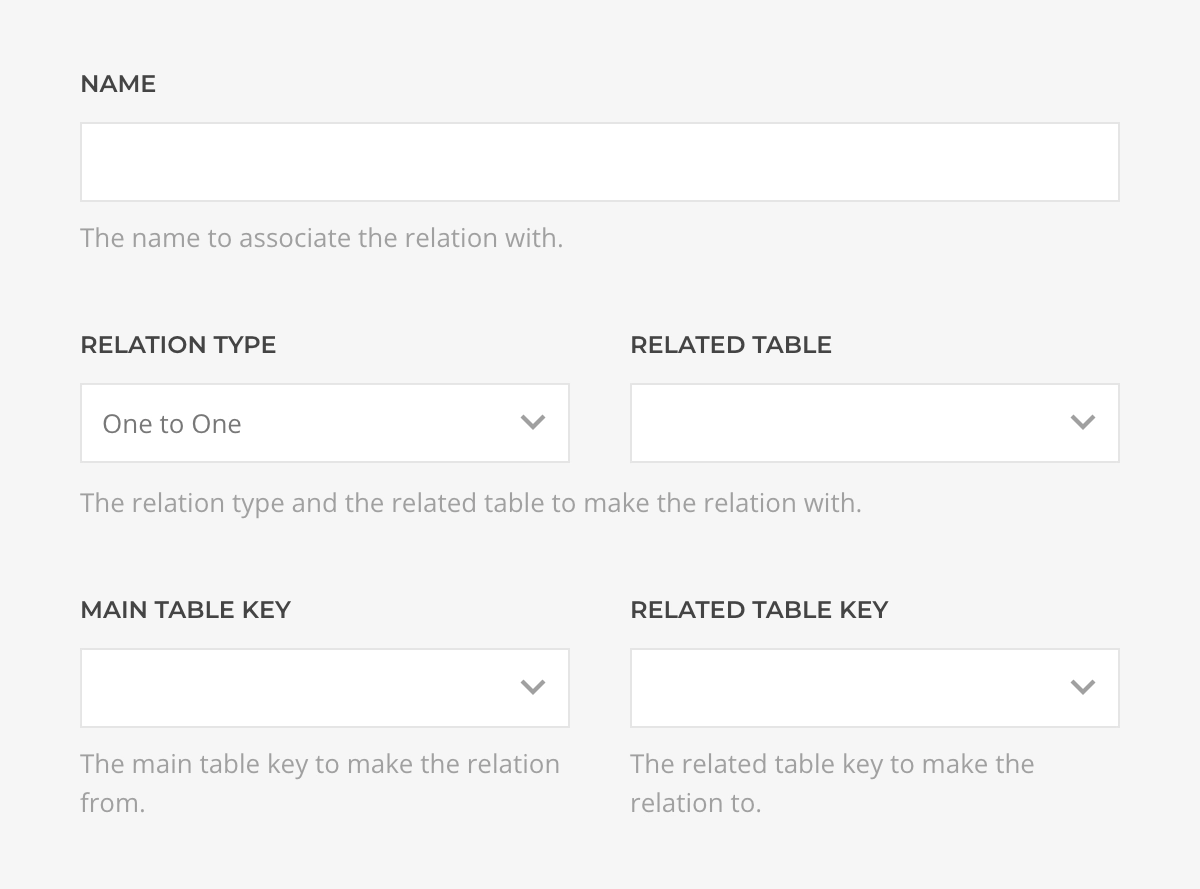 NAME
The name to associate the relation with.
RELATION TYPE
RELATED TABLE
One to One
The relation type and the related table to make the relation with.
MAIN TABLE KEY
RELATED TABLE KEY
The main table key to make the relation
from.
The related table key to make the
relation to.